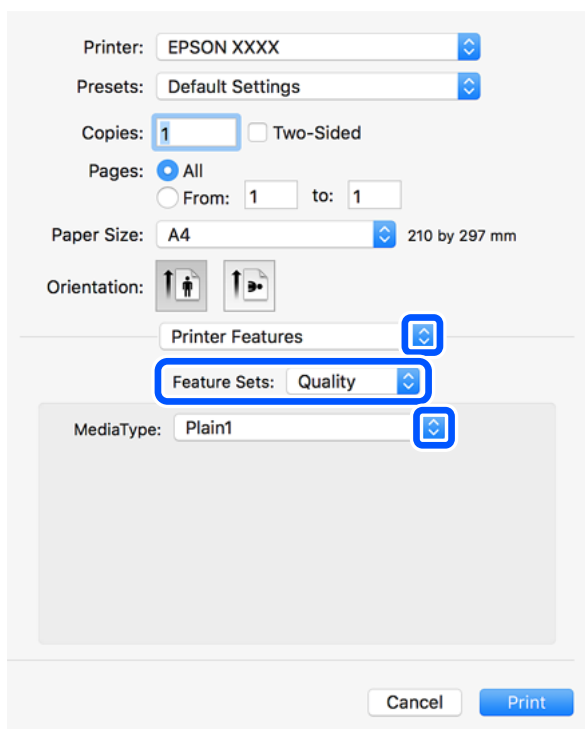 Printer: EPSON XXXX
Presets: Default Settings
Copies: 1 Two-Sided
Pages: All
From: 1 to: 1
Paper Size: A4 210 by 297 mm
Orientation:
Printer Features
Feature Sets: Quality
MediaType: Plain1
Cancel Print